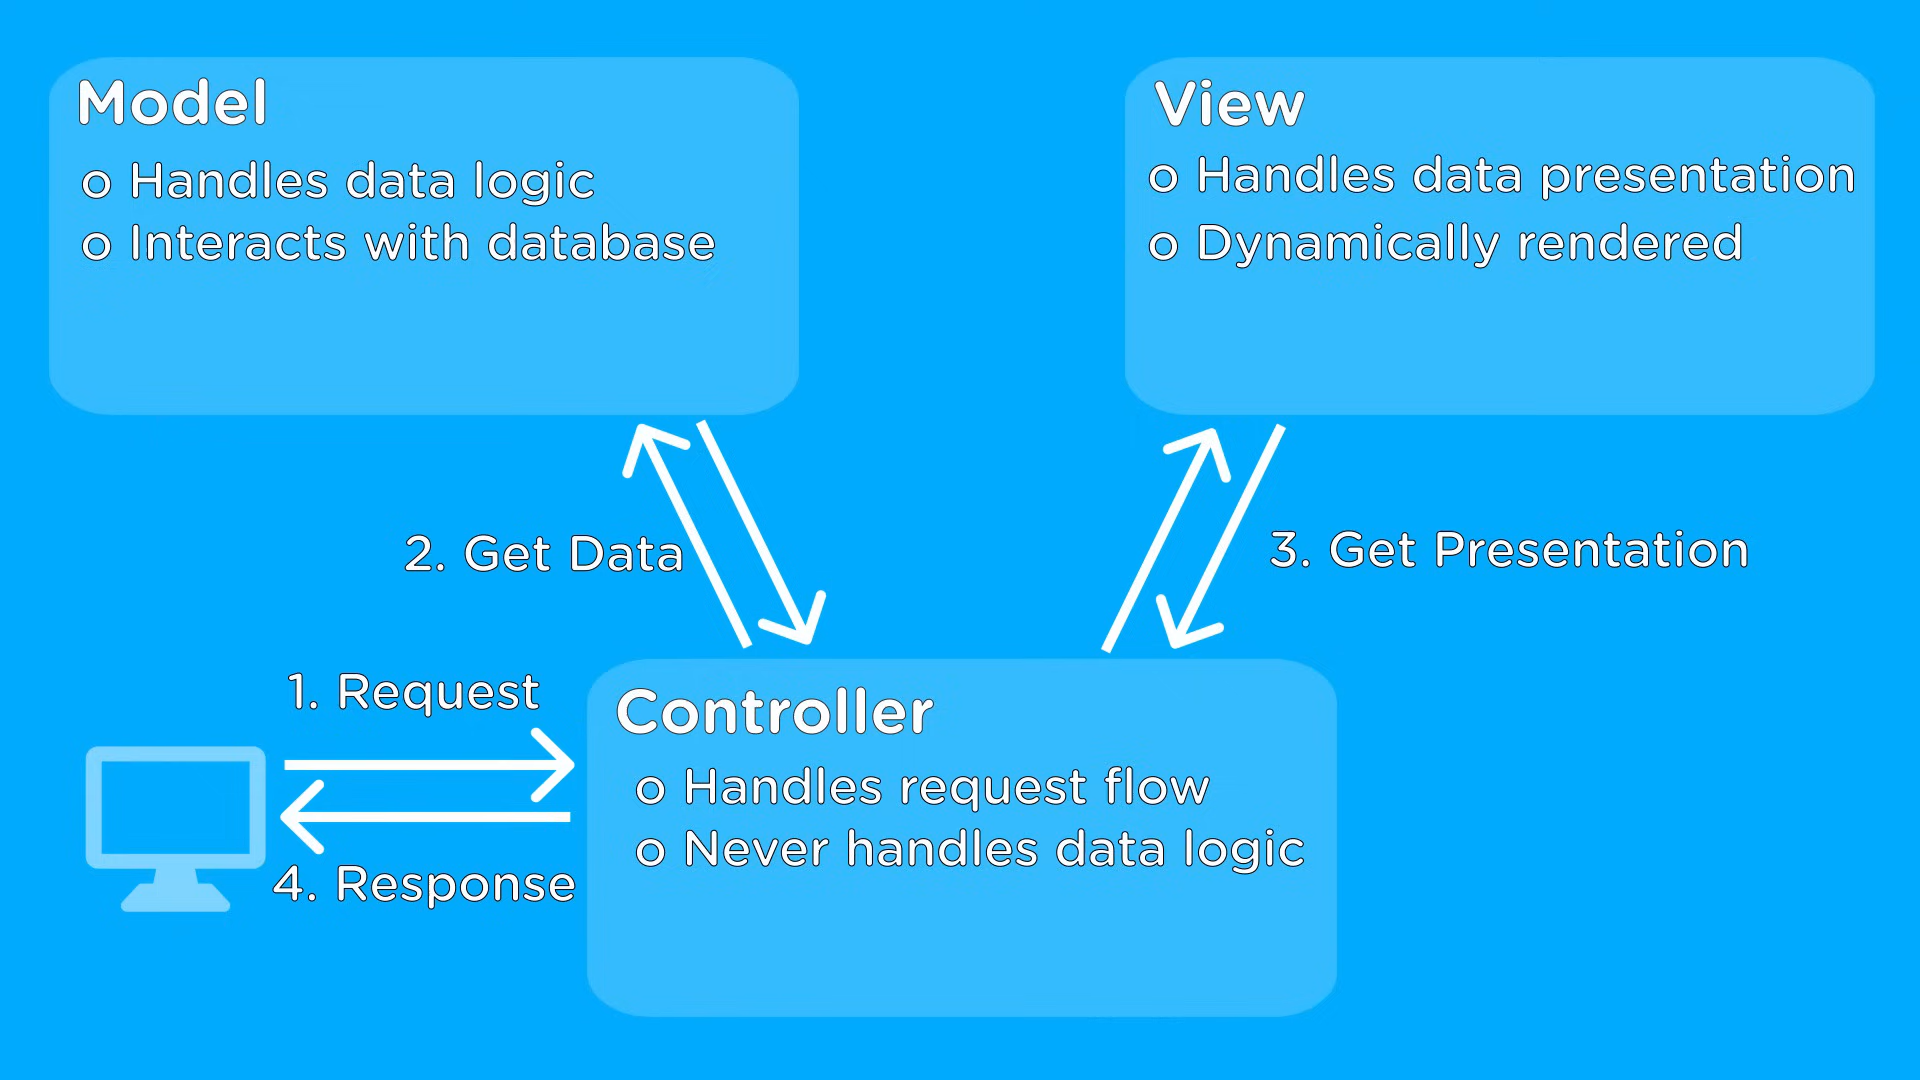 Model
o Handles data logic
o Interacts with database
View
o Handles data presentation
o Dynamically rendered
2. Get Data
3. Get Presentation
1. Request
4. Response
Controller
o Handles request flow
o Never handles data logic